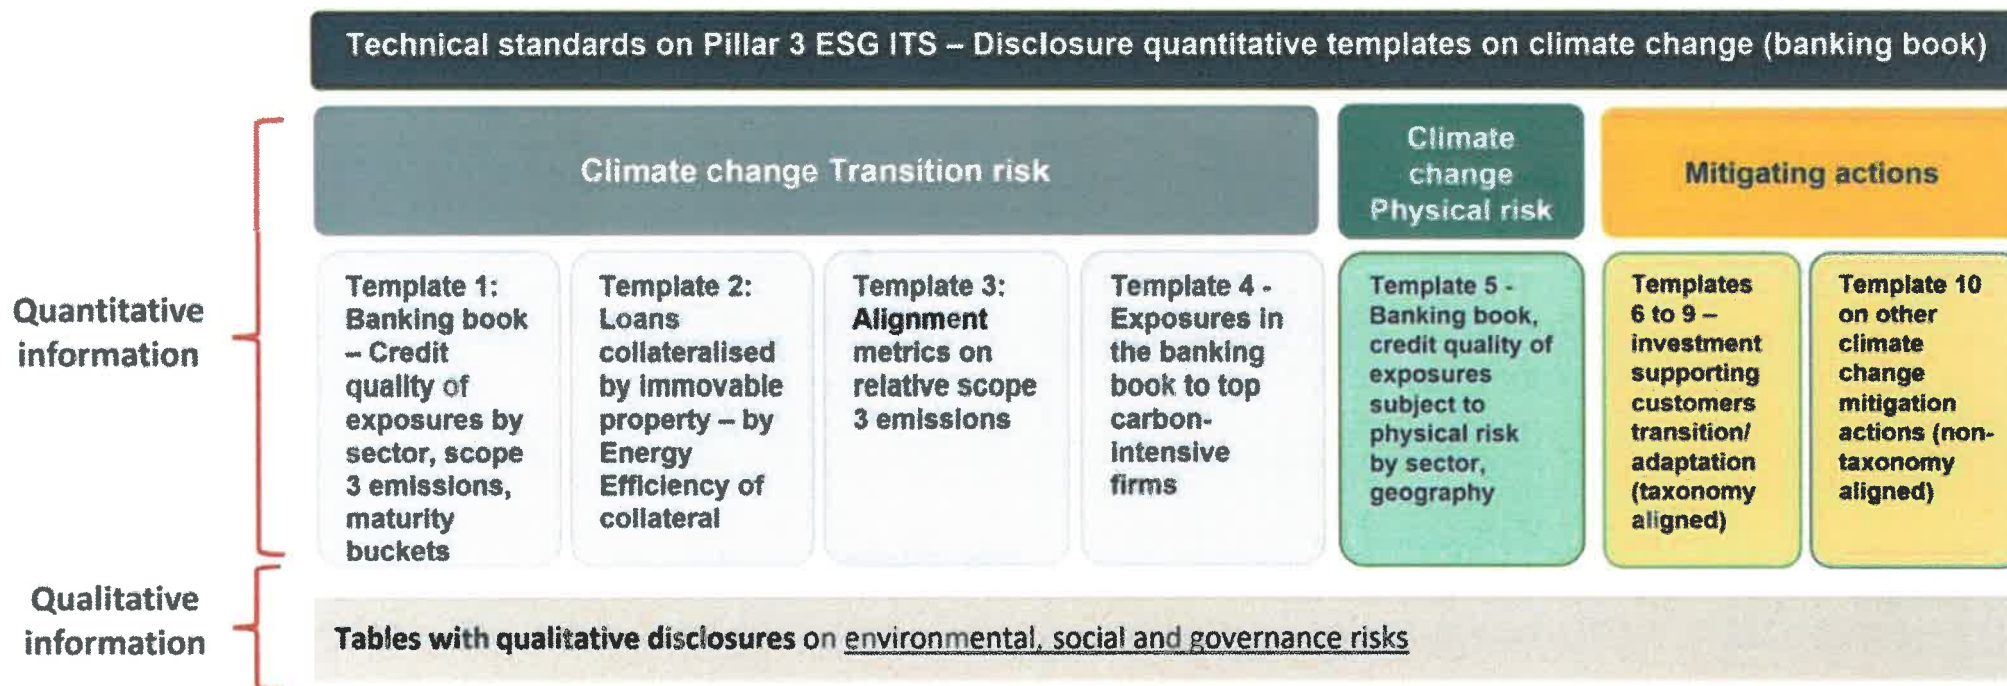 Technical standards on Pillar 3 ESG ITS – Disclosure quantitative templates on climate change (banking book)
Climate change Transition risk
Climate
change
Physical risk
Mitigating actions
Quantitative
information
Template 1:
Banking book
– Credit
quality of
exposures by
sector, scope
3 emissions,
maturity
buckets
Template 2:
Loans
collateralised
by immovable
property – by
Energy
Efficiency of
collateral
Template 3:
Alignment
metrics on
relative scope
3 emissions
Template 4 -
Exposures in
the banking
book to top
carbon-
intensive
firms
Template 5 -
Banking book,
credit quality of
exposures
subject to
physical risk
by sector,
geography
Templates
6 to 9 –
investment
supporting
customers
transition/
adaptation
(taxonomy
aligned)
Template 10
on other
climate
change
mitigation
actions (non-
taxonomy
aligned)
Qualitative
information
Tables with qualitative disclosures on environmental, social and governance risks